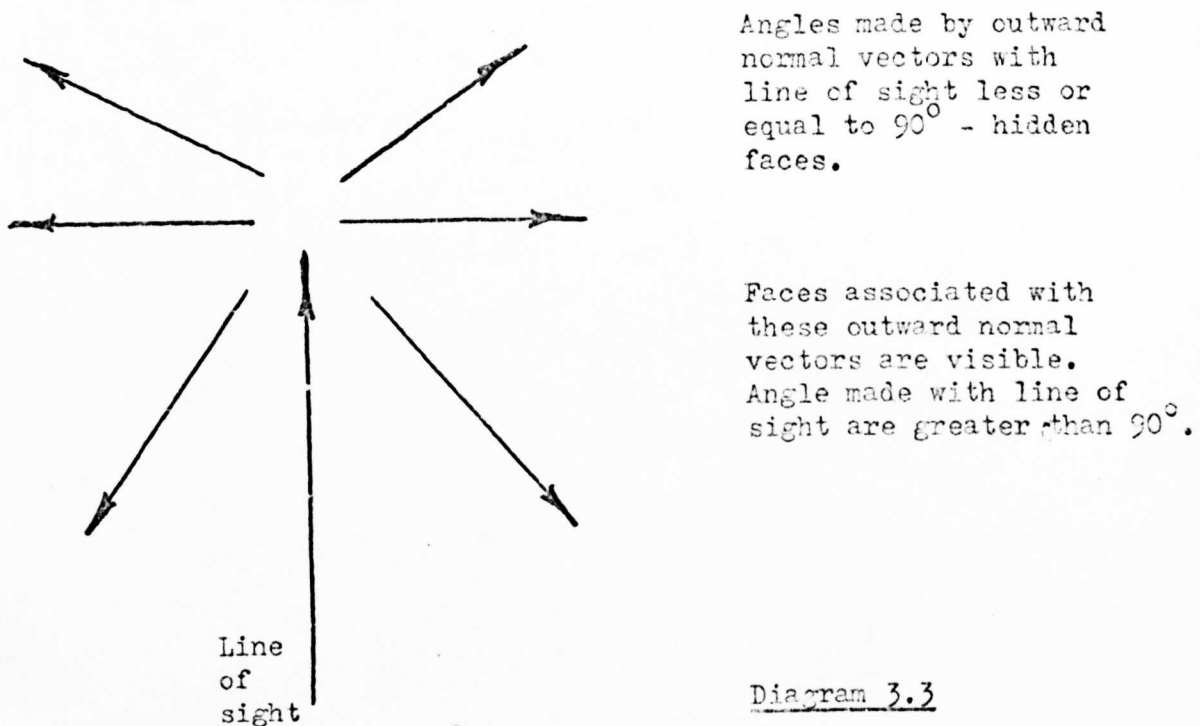 Angles made by outward
normal vectors with
line of sight less or
equal to 90° - hidden
faces.
Faces associated with
these outward normal
vectors are visible.
Angle made with line of
sight are greater than 90°.
Line
of
sight
Diagram 3.3